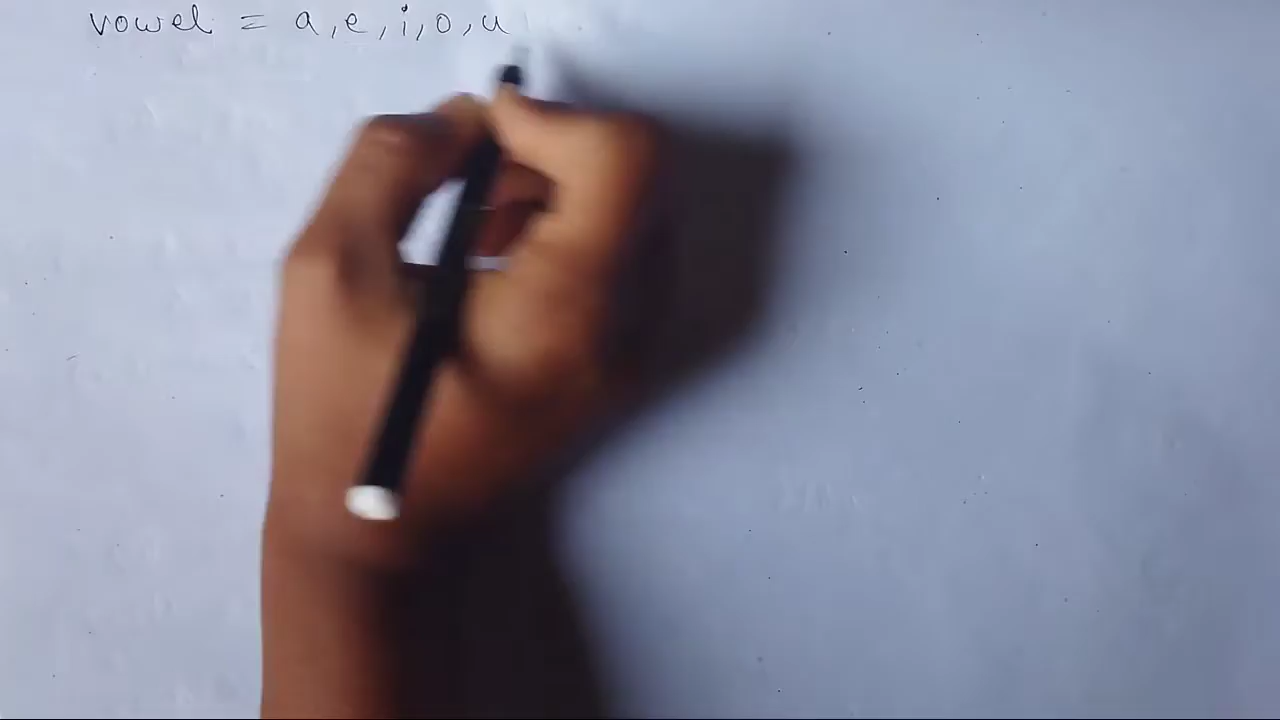 vowel = a, e, i, o, u